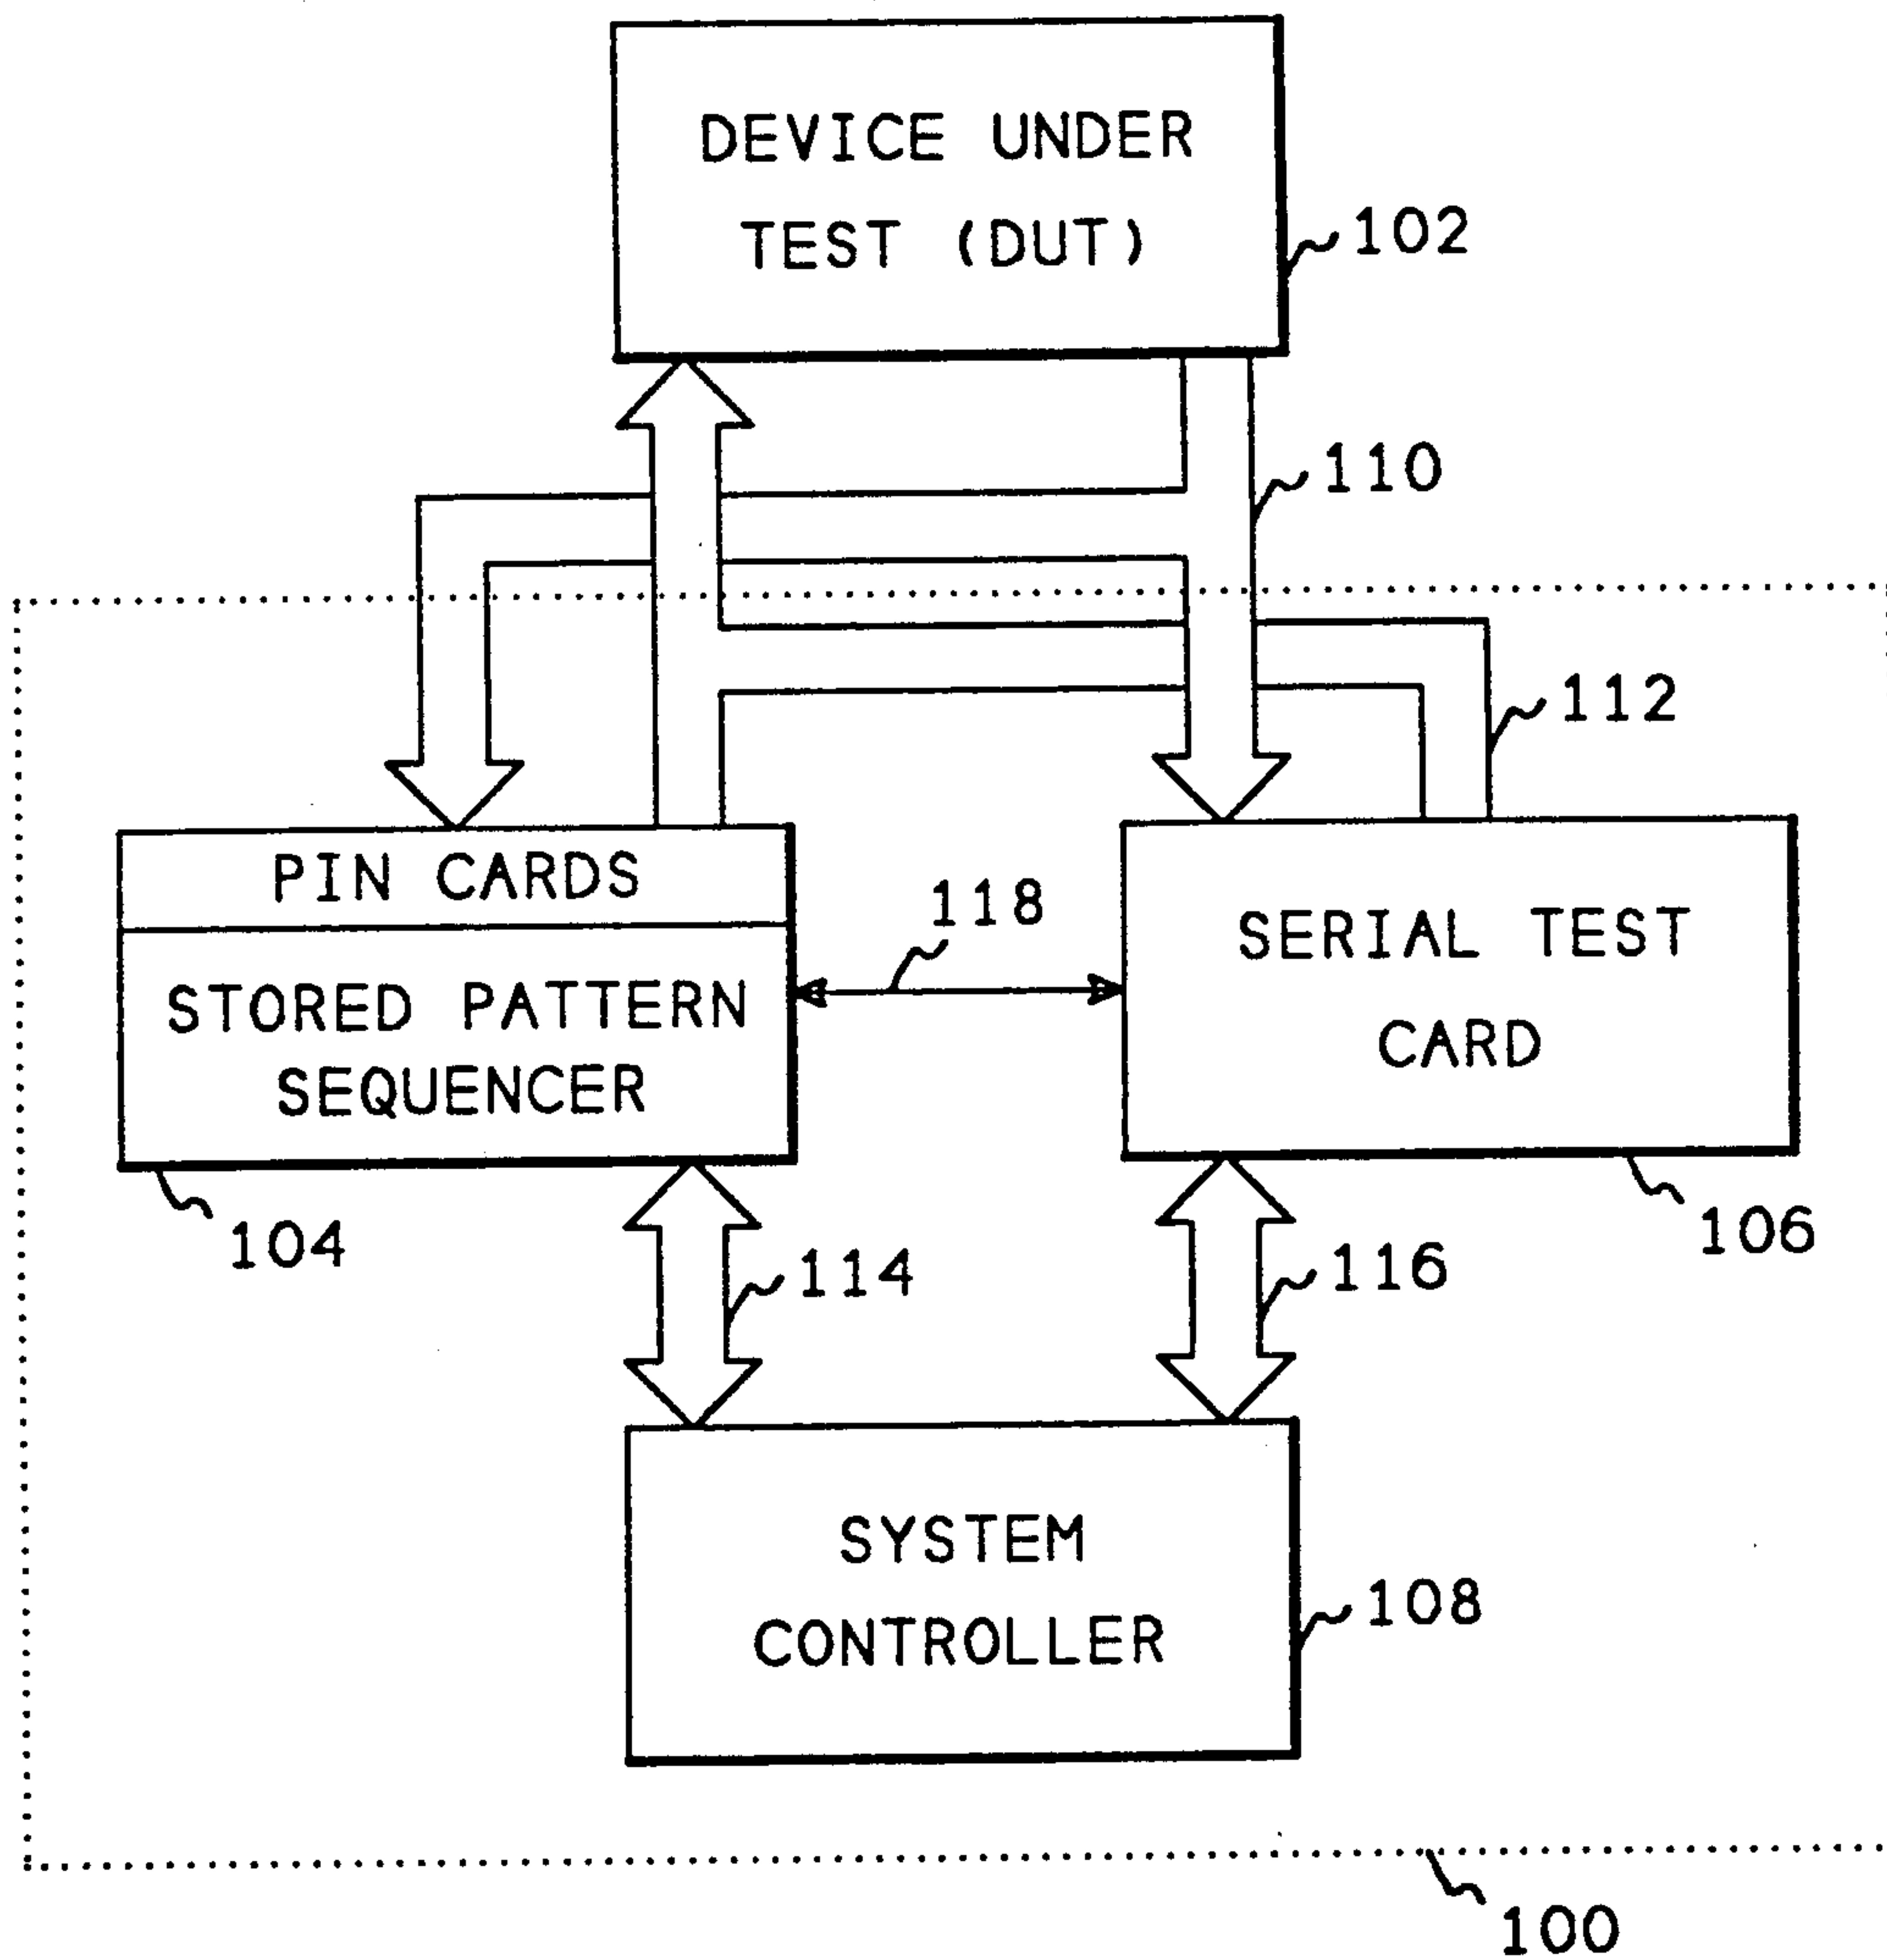 DEVICE UNDER
TEST (DUT)
102
110
112
PIN CARDS
STORED PATTERN
SEQUENCER
118
SERIAL TEST
CARD
104
114
116
106
SYSTEM
CONTROLLER
108
100